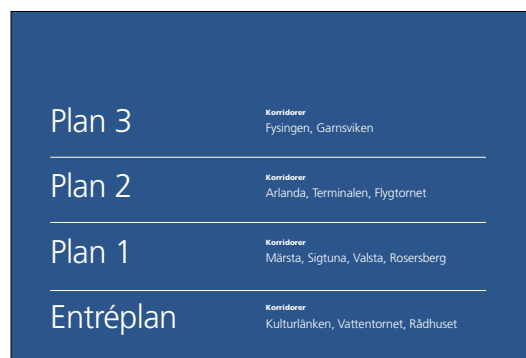 Plan 3
Korridorer
Fysingen, Garnsviken
Plan 2
Korridorer
Arlanda, Terminalen, Flygtornet
Plan 1
Korridorer
Märsta, Sigtuna, Valsta, Rosersberg
Entréplan
Korridorer
Kulturlänken, Vattentornet, Rådhuset